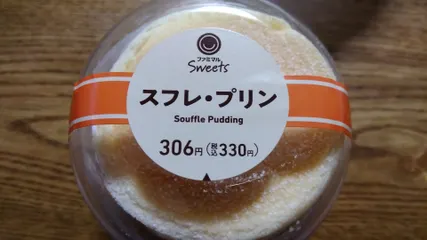 ファミマル
Sweets
スフレ・プリン
Souffle Pudding
306円(税込330円)